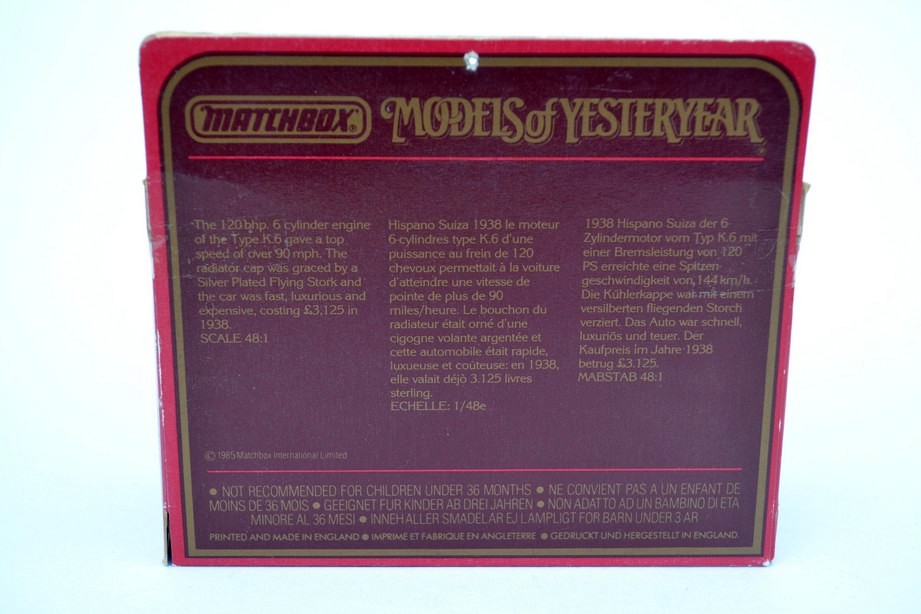 MATCHBOX®
MODELS of YESTERYEAR
The 120 bhp. 6 cylinder engine
of the Type K.6 gave a top
speed of over 90 mph. The
radiator cap was graced by a
Silver Plated Flying Stork and
the car was fast, luxurious and
expensive, costing £3,125 in
1938.
SCALE 48:1
Hispano Suiza 1938 le moteur
6-cylindres type K.6 d'une
puissance au frein de 120
chevoux permettait à la voiture
d'atteindre une vitesse de
pointe de plus de 90
miles/heure. Le bouchon du
radiateur était orné d'une
cigogne volante argentée et
cette automobile était rapide,
luxueuse et coûteuse: en 1938,
elle valait déjò 3.125 livres
sterling.
ECHELLE: 1/48e
1938 Hispano Suiza der 6-
Zylindermotor vom Typ K.6 mit
einer Bremsleistung von 120
PS erreichte eine Spitzen-
geschwindigkeit von 144 km/h.
Die Kühlerkappe war mit einem
versilberten fliegenden Storch
verziert. Das Auto war schnell,
luxuriös und teuer. Der
Kaufpreis im Jahre 1938
betrug £3.125.
MABSTAB 48:1
© 1985 Matchbox International Limited
● NOT RECOMMENDED FOR CHILDREN UNDER 36 MONTHS ● NE CONVIENT PAS A UN ENFANT DE
MOINS DE 36 MOIS ● GEEIGNET FUR KINDER AB DREI JAHREN ● NON ADATTO AD UN BAMBINO DI ETA
MINORE AL 36 MESI ● INNEHALLER SMADELAR EJ LAMPLIGT FOR BARN UNDER 3 AR
PRINTED AND MADE IN ENGLAND ● IMPRIMÉ ET FABRIQUE EN ANGLETERRE ● GEDRUCKT UND HERGESTELLT IN ENGLAND.